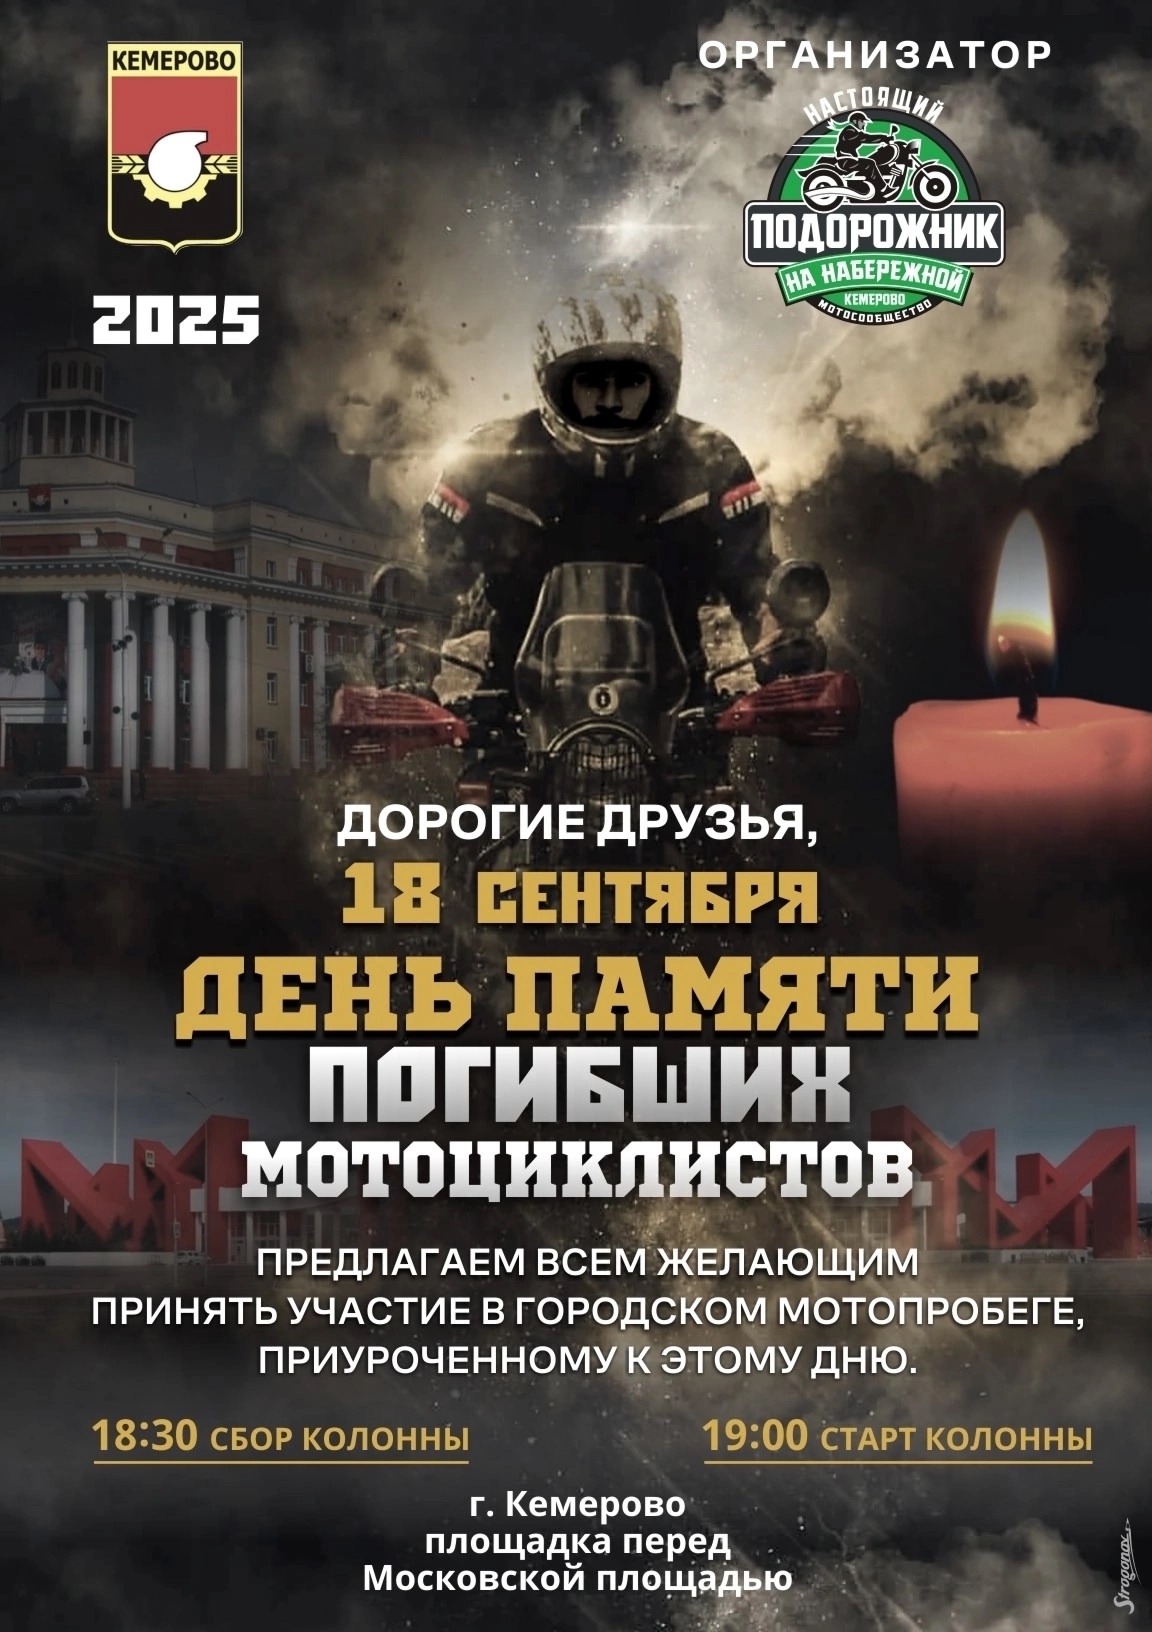 КЕМЕРОВО
2025
ОРГАНИЗАТОР
НАСТОЯЩИЙ
ПОДОРОЖНИК
НА НАБЕРЕЖНОЙ
КЕМЕРОВО
МОТОСООБЩЕСТВО
ДОРОГИЕ ДРУЗЬЯ,
18 СЕНТЯБРЯ
ДЕНЬ ПАМЯТИ
ПОГИБШИХ
МОТОЦИКЛИСТОВ
ПРЕДЛАГАЕМ ВСЕМ ЖЕЛАЮЩИМ
ПРИНЯТЬ УЧАСТИЕ В ГОРОДСКОМ МОТОПРОБЕГЕ,
ПРИУРОЧЕННОМУ К ЭТОМУ ДНЮ.
18:30 СБОР КОЛОННЫ
19:00 СТАРТ КОЛОННЫ
г. Кемерово
площадка перед
Московской площадью
Stroganov